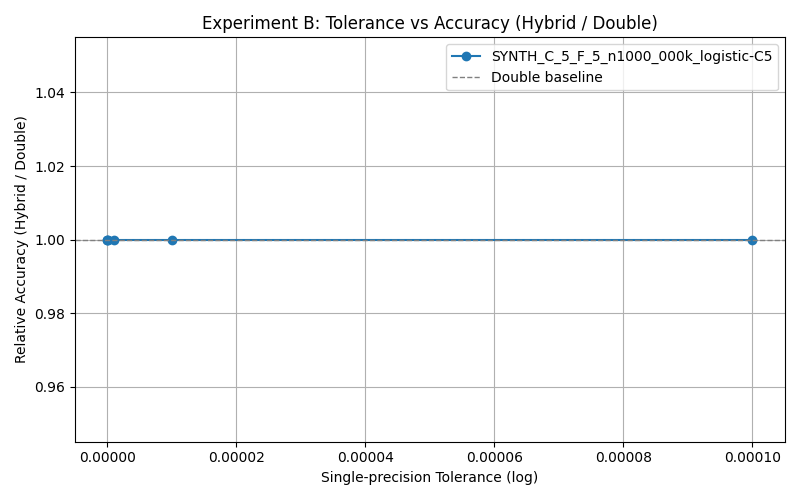 Experiment B: Tolerance vs Accuracy (Hybrid / Double)
SYNTH_C_5_F_5_n1000_000k_logistic-C5
Double baseline
Relative Accuracy (Hybrid / Double)
1.04
1.02
1.00
0.98
0.96
0.00000 0.00002 0.00004 0.00006 0.00008 0.00010
Single-precision Tolerance (log)